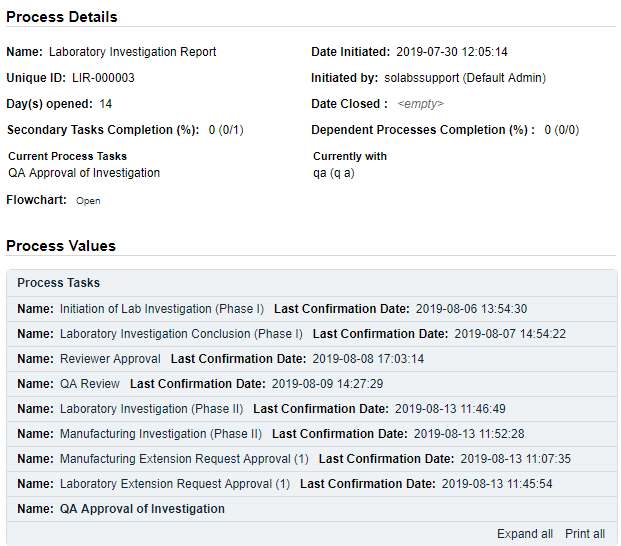 Process Details
Name: Laboratory Investigation Report Date Initiated: 2019-07-30 12:05:14
Unique ID: LIR-000003 Initiated by: solabssupport (Default Admin)
Day(s) opened: 14 Date Closed : <empty>
Secondary Tasks Completion (%): 0 (0/1) Dependent Processes Completion (%) : 0 (0/0)
Current Process Tasks Currently with
QA Approval of Investigation qa (q a)
Flowchart: Open
Process Values
Process Tasks
Name: Initiation of Lab Investigation (Phase I) Last Confirmation Date: 2019-08-06 13:54:30
Name: Laboratory Investigation Conclusion (Phase I) Last Confirmation Date: 2019-08-07 14:54:22
Name: Reviewer Approval Last Confirmation Date: 2019-08-08 17:03:14
Name: QA Review Last Confirmation Date: 2019-08-09 14:27:29
Name: Laboratory Investigation (Phase II) Last Confirmation Date: 2019-08-13 11:46:49
Name: Manufacturing Investigation (Phase II) Last Confirmation Date: 2019-08-13 11:52:28
Name: Manufacturing Extension Request Approval (1) Last Confirmation Date: 2019-08-13 11:07:35
Name: Laboratory Extension Request Approval (1) Last Confirmation Date: 2019-08-13 11:45:54
Name: QA Approval of Investigation
Expand all Print all